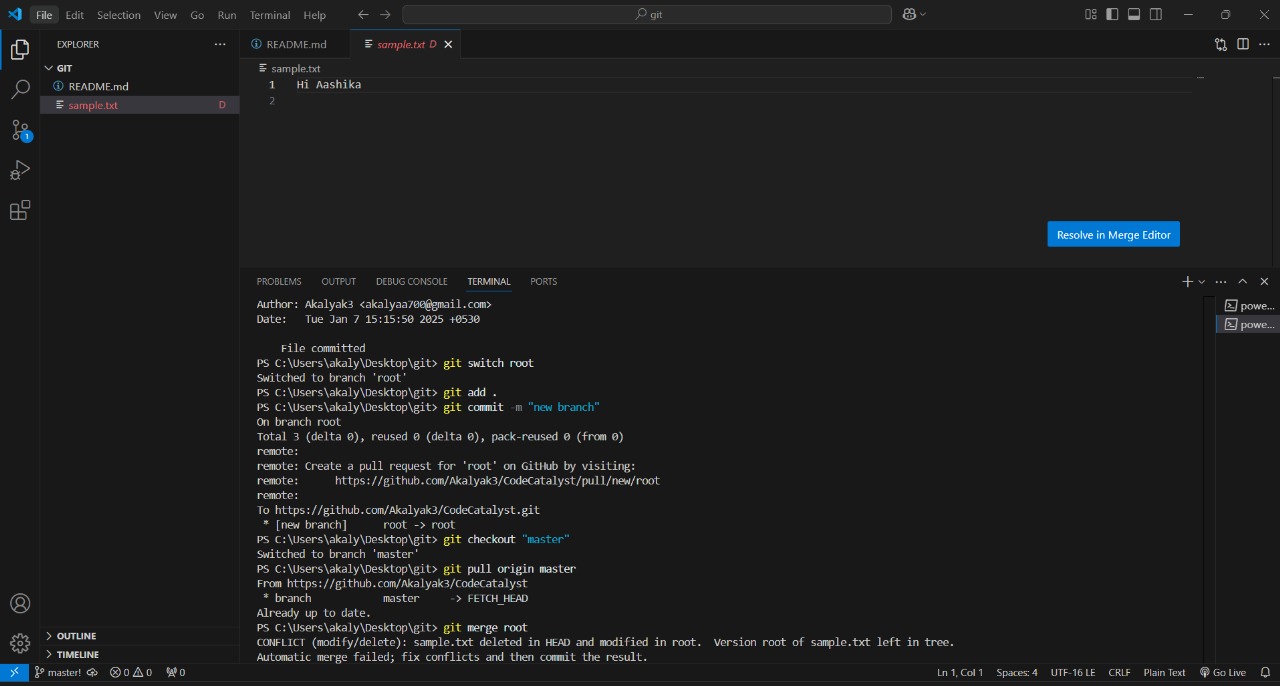 File Edit Selection View Go Run Terminal Help
git
EXPLORER
GIT
README.md
sample.txt D
1
OUTLINE
TIMELINE
README.md
sample.txt D
sample.txt
1 Hi Aashika
2
Resolve in Merge Editor
PROBLEMS OUTPUT DEBUG CONSOLE TERMINAL PORTS
powe...
powe...
Author: Akalyak3 <akalyaa700@gmail.com>
Date:   Tue Jan 7 15:15:50 2025 +0530
File committed
PS C:\Users\akaly\Desktop\git> git switch root
Switched to branch 'root'
PS C:\Users\akaly\Desktop\git> git add .
PS C:\Users\akaly\Desktop\git> git commit -m "new branch"
On branch root
Total 3 (delta 0), reused 0 (delta 0), pack-reused 0 (from 0)
remote:
remote: Create a pull request for 'root' on GitHub by visiting:
remote:      https://github.com/Akalyak3/CodeCatalyst/pull/new/root
remote:
To https://github.com/Akalyak3/CodeCatalyst.git
* [new branch]      root -> root
PS C:\Users\akaly\Desktop\git> git checkout "master"
Switched to branch 'master'
PS C:\Users\akaly\Desktop\git> git pull origin master
From https://github.com/Akalyak3/CodeCatalyst
* branch            master     -> FETCH_HEAD
Already up to date.
PS C:\Users\akaly\Desktop\git> git merge root
CONFLICT (modify/delete): sample.txt deleted in HEAD and modified in root.  Version root of sample.txt left in tree.
Automatic merge failed; fix conflicts and then commit the result.
master! 0 0 0 Ln 1, Col 1 Spaces: 4 UTF-16 LE CRLF Plain Text Go Live